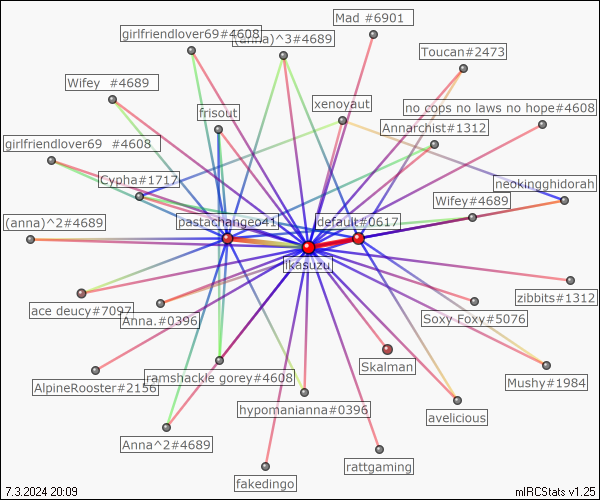 Mad #6901
girlfriendlover69#4608
(anna)^3#4689
Toucan#2473
Wifey  #4689
xenoyaut
no cops no laws no hope#4608
frisout
Annarchist#1312
girlfriendlover69  #4608
Cypha#1717
neokingghidorah
Wifey#4689
(anna)^2#4689
pastachangeo41
default#0617
ikasuzu
zibbits#1312
ace deucy#7097
Anna.#0396
Soxy Foxy#5076
Skalman
AlpineRooster#2156
ramshackle gorey#4608
Mushy#1984
hypomanianna#0396
avelicious
Anna^2#4689
rattgaming
fakedingo
7.3.2024 20:09
mIRCStats v1.25